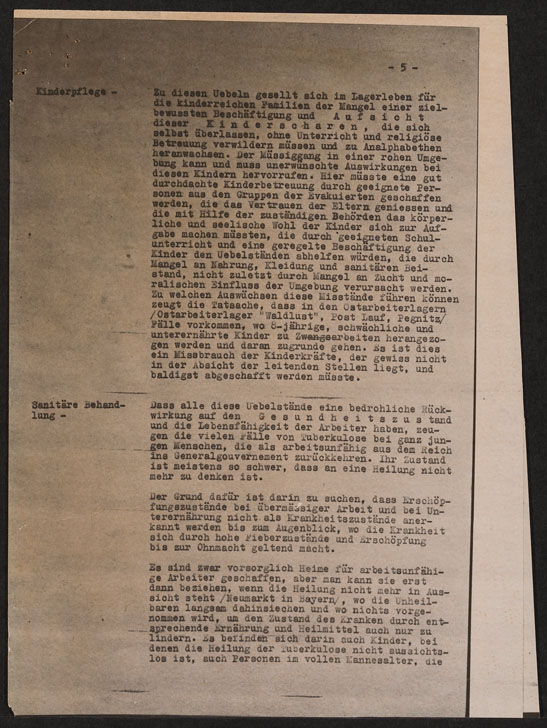 - 5 -
Kinderpflege -
Zu diesen Uebeln gesellt sich im Lagerleben für
die kinderreichen Familien der Mangel einer ziel-
bewussten Beschäftigung und A u f s i c h t
dieser K i n d e r s c h a r e n , die sich
selbst überlassen, ohne Unterricht und religiöse
Betreuung verwildern müssen und zu Analphabethen
heranwachsen. Der Müssiggang in einer rohen Umge-
bung kann und muss unerwünschte Auswirkungen bei
diesen Kindern hervorrufen. Hier müsste eine gut
durchdachte Kinderbetreuung durch geeignete Per-
sonen aus den Gruppen der Evakuierten geschaffen
werden, die das Vertrauen der Eltern geniessen und
die mit Hilfe der zuständigen Behörden das körper-
liche und seelische Wohl der Kinder sich zur Auf-
gabe machen müssten, die durch geeigneten Schul-
unterricht und eine geregelte Beschäftigung der
Kinder den Uebelständen abhelfen würden, die durch
Mangel an Nahrung, Kleidung und sanitären Bei-
stand, nicht zuletzt durch Mangel an Zucht und mo-
ralischen Einfluss der Umgebung verursacht werden.
Zu welchen Auswüchsen diese Misstände führen können
zeugt die Tatsache, dass in den Ostarbeiterlagern
/Ostarbeiterlager "Waldlust", Post Lauf, Pegnitz/
Fälle vorkommen, wo 8-jährige, schwächliche und
unterernährte Kinder zu Zwangsarbeiten herangezo-
gen werden und daran zugrunde gehen. Es ist dies
ein Missbrauch der Kinderkräfte, der gewiss nicht
in der Absicht der leitenden Stellen liegt, und
baldigst abgeschafft werden müsste.
Sanitäre Behand-
lung -
Dass alle diese Uebelstände eine bedrohliche Rück-
wirkung auf den G e s u n d h e i t s z u s tand
und die Lebensfähigkeit der Arbeiter haben, zeu-
gen die vielen Fälle von Tuberkulose bei ganz jun-
gen Menschen, die als arbeitsunfähig aus dem Reich
ins Generalgouvernement zurückkehren. Ihr Zustand
ist meistens so schwer, dass an eine Heilung nicht
mehr zu denken ist.
Der Grund dafür ist darin zu suchen, dass Erschöp-
fungszustände bei übermässiger Arbeit und bei Un-
terernährung nicht als Krankheitszustände aner-
kannt werden bis zum Augenblick, wo die Krankheit
sich durch hohe Fieberzustände und Erschöpfung
bis zur Ohnmacht geltend macht.
Es sind zwar vorsorglich Heime für arbeitsunfähi-
ge Arbeiter geschaffen, aber man kann sie erst
dann beziehen, wenn die Heilung nicht mehr in Aus-
sicht steht /Neumarkt in Bayern/, wo die Unheil-
baren langsam dahinsiechen und wo nichts vorge-
nommen wird, um den Zustand des Kranken durch ent-
sprechende Ernährung und Heilmittel auch nur zu
lindern. Es befinden sich darin auch Kinder, bei
denen die Heilung der Tuberkulose nicht aussichts-
los ist, auch Personen im vollen Mannesalter, die